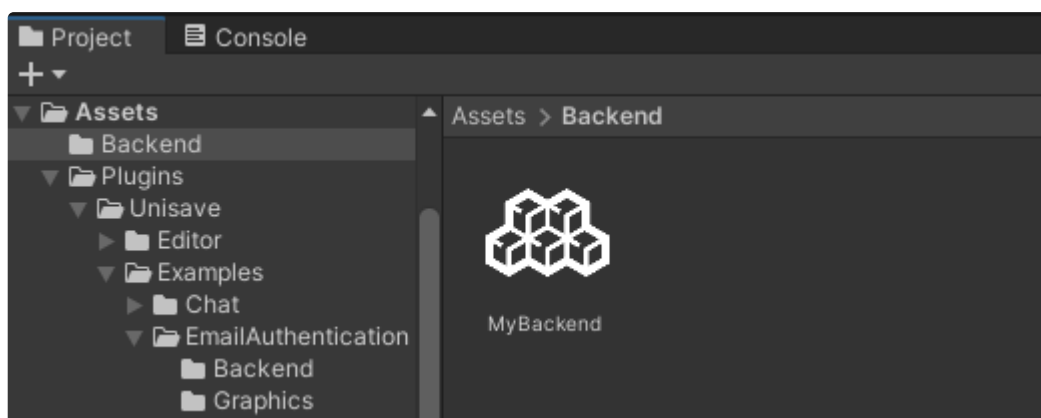 Project Console
Assets
Backend
Plugins
Unisave
Editor
Examples
Chat
EmailAuthentication
Backend
Graphics
Assets > Backend
MyBackend